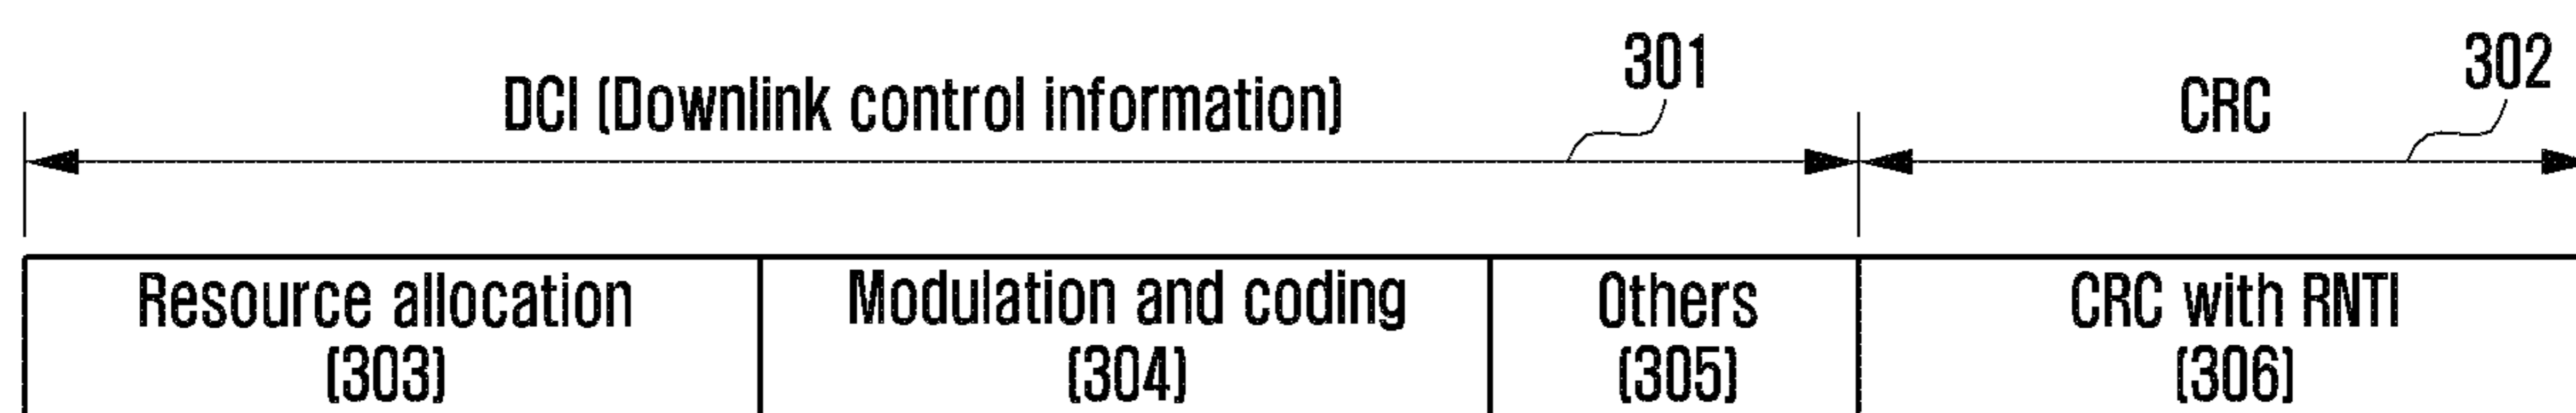 301
302
DCI (Downlink control information)
CRC
Resource allocation
(303)
Modulation and coding
(304)
Others
(305)
CRC with RNTI
(306)